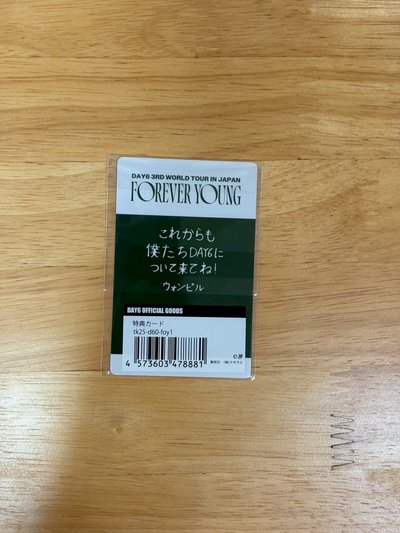 DAY6 3RD WORLD TOUR IN JAPAN
FOREVER YOUNG
これからも
僕たちDAY6に
ついて来てね!
ウォンピル
DAY6 OFFICIAL GOODS
特典カード
tk25-d60-foy1
4 573603 478881